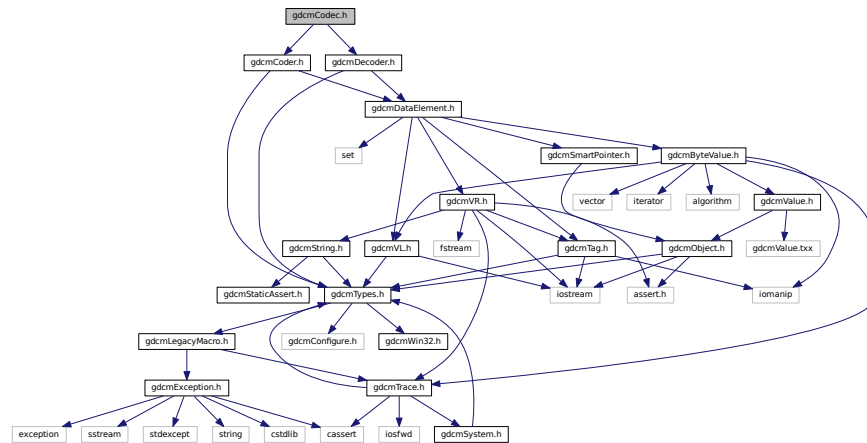 gdcmCodec.h
gdcmCoder.h
gdcmDecoder.h
gdcmDataElement.h
set
gdcmSmartPointer.h
gdcmByteValue.h
gdcmVR.h
vector
iterator
algorithm
gdcmValue.h
gdcmString.h
gdcmVL.h
fstream
gdcmTag.h
gdcmObject.h
gdcmValue.txx
gdcmStaticAssert.h
gdcmTypes.h
iostream
assert.h
iomanip
gdcmLegacyMacro.h
gdcmConfigure.h
gdcmWin32.h
gdcmException.h
gdcmTrace.h
exception
sstream
stdexcept
string
cstdlib
cassert
iosfwd
gdcmSystem.h